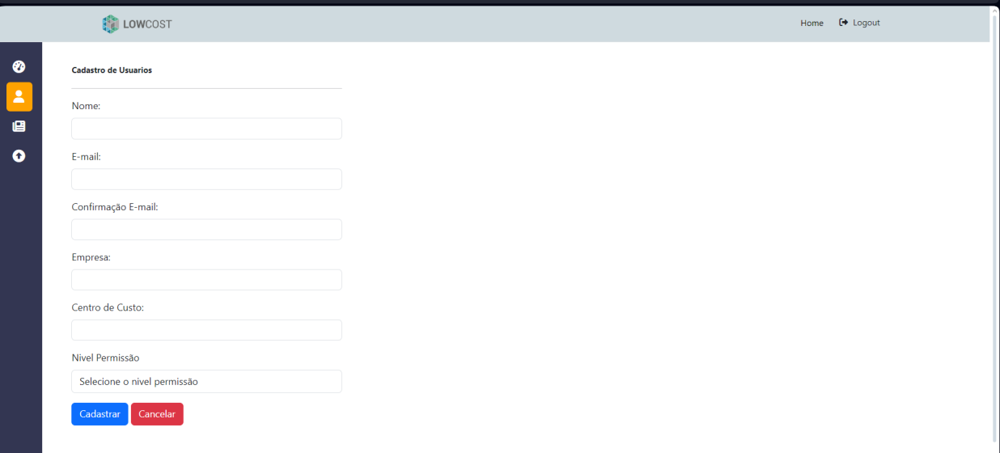 LOWCOST
Home Logout
Cadastro de Usuarios
Nome:
E-mail:
Confirmação E-mail:
Empresa:
Centro de Custo:
Nivel Permissão
Selecione o nivel permissão
Cadastrar Cancelar